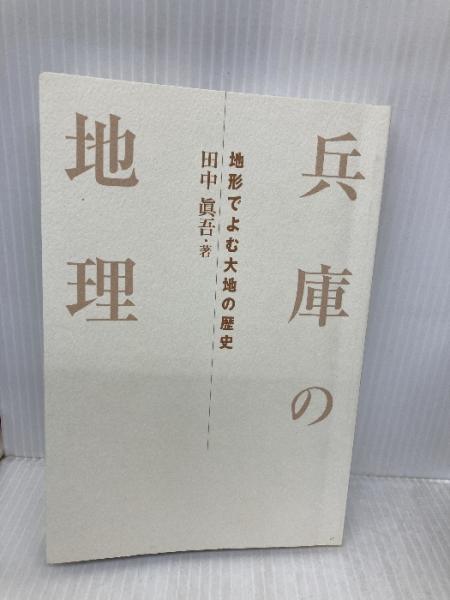 兵庫の
地形でよむ大地の歴史
田中 眞吾・著
地理